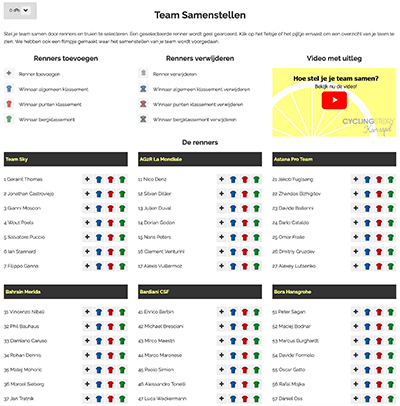 Team Samenstellen
Stel je team samen door renners en truien te selecteren. Een geselecteerde renner wordt geel gearceerd. Klik op het fietsje of het pijltje ernaast om een overzicht van je team te
zien. We hebben ook een filmpje gemaakt waar het samenstellen van je team wordt voorgedaan.
Renners toevoegen
Renner toevoegen
Winnaar algemeen klassement
Winnaar punten klassement
Winnaar bergklassement
Renners verwijderen
Renner verwijderen
Winnaar algemeen klassement verwijderen
Winnaar punten klassement verwijderen
Winnaar bergklassement verwijderen
Video met uitleg
Hoe stel je je team samen?
Bekijk nu de video!
CYCLINGSTORY
De renners
Team Sky
1 Geraint Thomas
2 Jonathan Castroviejo
3 Gianni Moscon
4 Wout Poels
5 Salvatore Puccio
6 Ian Stannard
7 Filippo Ganna
AG2R La Mondiale
11 Nico Denz
12 Silvan Dillier
13 Julien Duval
14 Dorian Godon
15 Nans Peters
16 Clement Venturini
17 Alexis Vuillermoz
Astana Pro Team
21 Jakob Fuglsang
22 Zhandos Bizhigitov
23 Davide Ballerini
24 Dario Cataldo
25 Omar Fraile
26 Dmitriy Gruzdev
27 Alexey Lutsenko
Bahrain Merida
31 Vincenzo Nibali
32 Phil Bauhaus
33 Damiano Caruso
34 Rohan Dennis
35 Matej Mohoric
36 Marcel Sieberg
37 Jan Tratnik
Bardiani CSF
41 Enrico Barbin
42 Michael Bresciani
43 Mirco Maestri
44 Marco Maronese
45 Paolo Simion
46 Alessandro Tonelli
47 Luca Wackermann
Bora Hansgrohe
51 Peter Sagan
52 Maciej Bodnar
53 Marcus Burghardt
54 Davide Formolo
55 Oscar Gatto
56 Rafal Majka
57 Daniel Oss